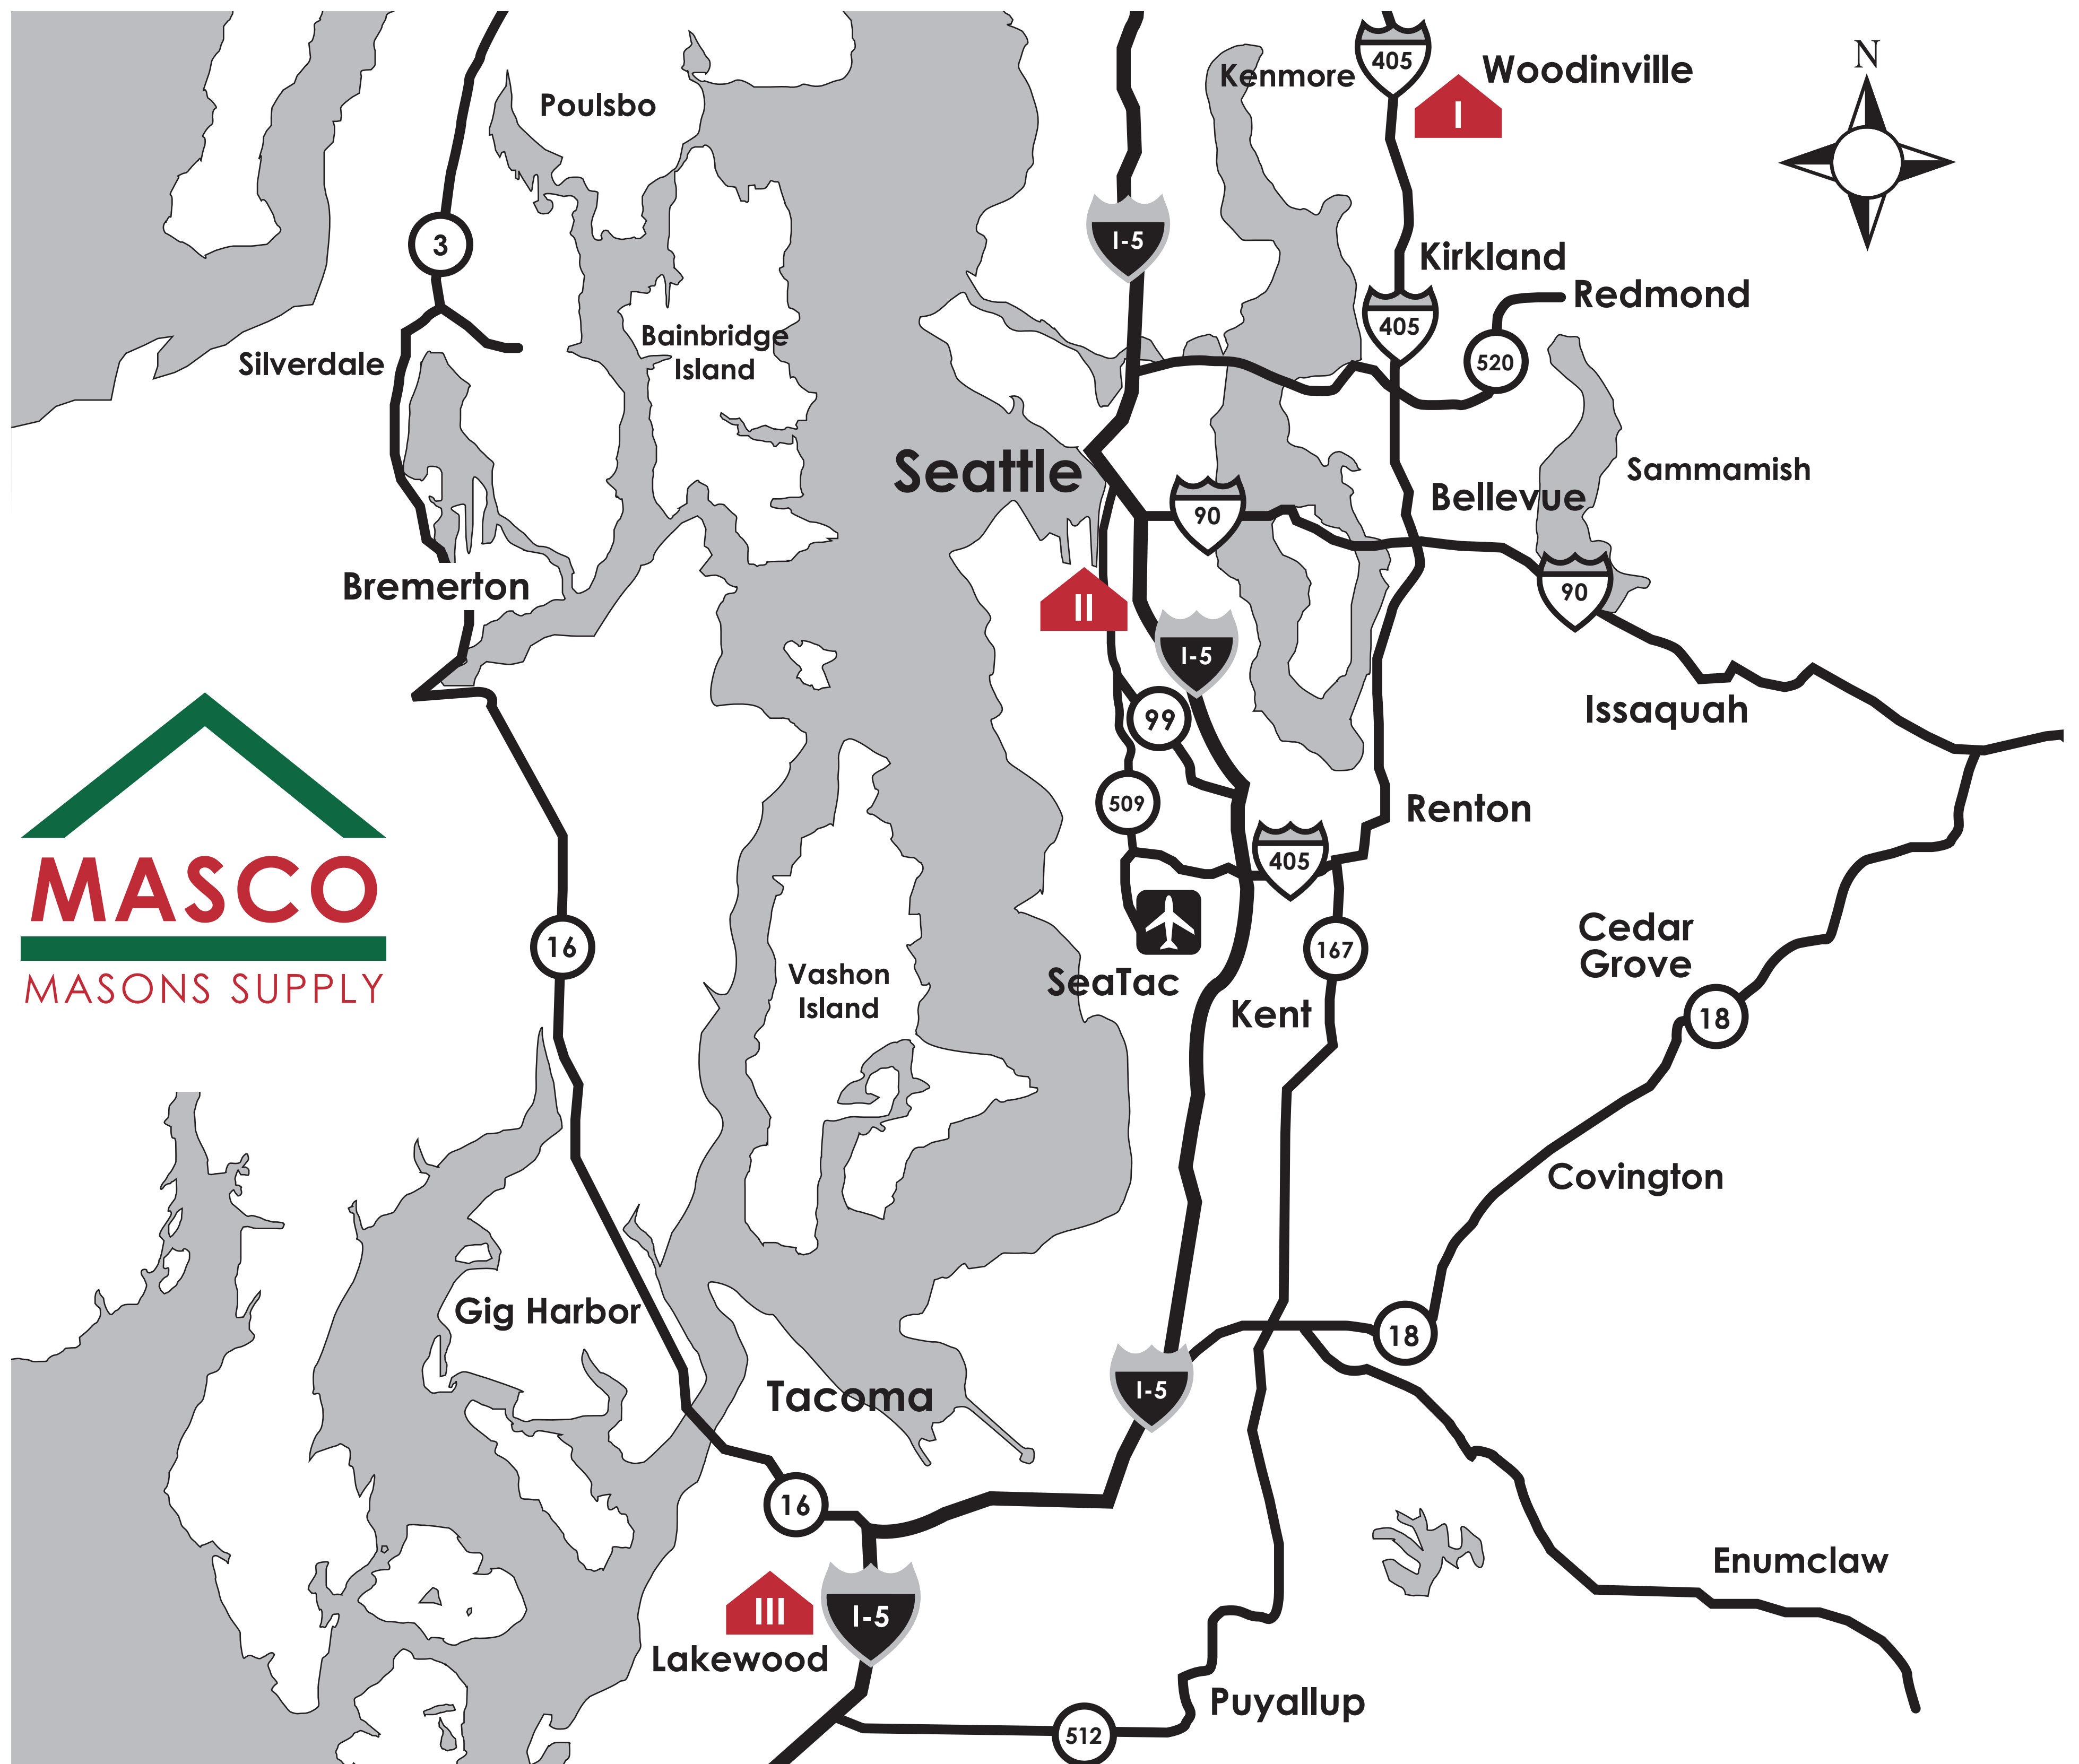 N
405
Woodinville
Kenmore
I
Poulsbo
3
I-5
Kirkland
Redmond
405
520
Bainbridge
Island
Silverdale
Seattle
Sammamish
Bellevue
90
90
Bremerton
II
I-5
99
Issaquah
509
Renton
405
MASCO
MASONS SUPPLY
16
167
Cedar
Grove
Vashon
Island
SeaTac
Kent
18
Covington
Gig Harbor
18
Tacoma
I-5
16
Enumclaw
III
I-5
Lakewood
Puyallup
512